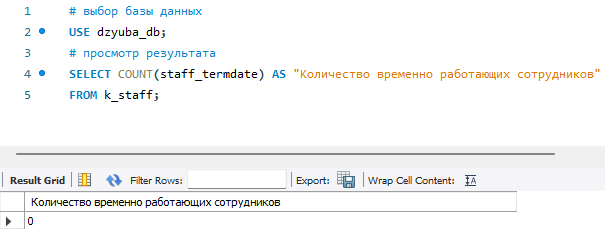 1 # выбор базы данных
2 USE dzyuba_db;
3 # просмотр результата
4 SELECT COUNT(staff_termdate) AS "Количество временно работающих сотрудников"
5 FROM k_staff;
Result Grid Filter Rows: Export: Wrap Cell Content:
Количество временно работающих сотрудников
0